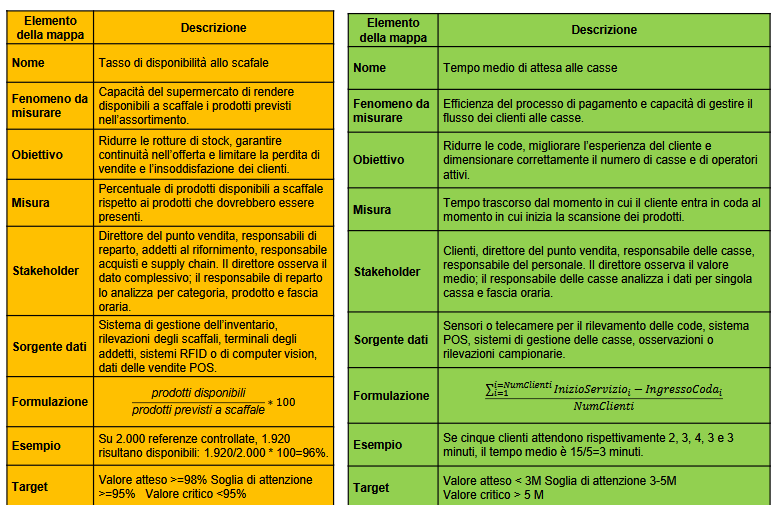 Elemento
della mappa
Descrizione
Nome
Tasso di disponibilità allo scafale
Fenomeno da
misurare
Capacità del supermercato di rendere
disponibili a scaffale i prodotti previsti
nell'assortimento.
Obiettivo
Ridurre le rotture di stock, garantire
continuità nell'offerta e limitare la perdita di
vendite e l'insoddisfazione dei clienti.
Misura
Percentuale di prodotti disponibili a scaffale
rispetto ai prodotti che dovrebbero essere
presenti.
Stakeholder
Direttore del punto vendita, responsabili di
reparto, addetti al rifornimento, responsabile
acquisti e supply chain. Il direttore osserva il
dato complessivo; il responsabile di reparto
lo analizza per categoria, prodotto e fascia
oraria.
Sorgente dati
Sistema di gestione dell'inventario,
rilevazioni degli scaffali, terminali degli
addetti, sistemi RFID o di computer vision,
dati delle vendite POS.
Formulazione
prodotti disponibili
prodotti previsti a scaffale * 100
Esempio
Su 2.000 referenze controllate, 1.920
risultano disponibili: 1.920/2.000 * 100=96%.
Target
Valore atteso >=98% Soglia di attenzione
>=95% Valore critico <95%
Elemento
della mappa
Descrizione
Nome
Tempo medio di attesa alle casse
Fenomeno da
misurare
Efficienza del processo di pagamento e capacità di gestire il
flusso dei clienti alle casse.
Obiettivo
Ridurre le code, migliorare l'esperienza del cliente e
dimensionare correttamente il numero di casse e di operatori
attivi.
Misura
Tempo trascorso dal momento in cui il cliente entra in coda al
momento in cui inizia la scansione dei prodotti.
Stakeholder
Clienti, direttore del punto vendita, responsabile delle casse,
responsabile del personale. Il direttore osserva il valore
medio; il responsabile delle casse analizza i dati per singola
cassa e fascia oraria.
Sorgente dati
Sensori o telecamere per il rilevamento delle code, sistema
POS, sistemi di gestione delle casse, osservazioni o
rilevazioni campionarie.
Formulazione
∑ i=1 i=NumClienti InizioServizio i − IngressoCoda i
NumClienti
Esempio
Se cinque clienti attendono rispettivamente 2, 3, 4, 3 e 3
minuti, il tempo medio è 15/5=3 minuti.
Target
Valore atteso < 3M Soglia di attenzione 3-5M
Valore critico > 5 M